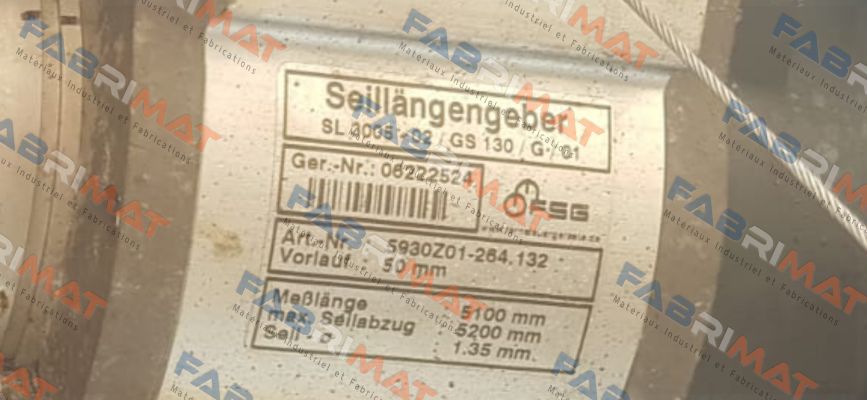 Seillängengeber
SL 3005 - 02 / GS 130 / G / 01
Ger.-Nr.: 06222524
FSG
Art.-Nr. 5930Z01-264.132
Vorlauf 50 mm
Meßlänge : 5100 mm
max. Seilabzug : 5200 mm
Seil : 1.35 mm
FABRIMAT
Matériaux Industriel et Fabrications